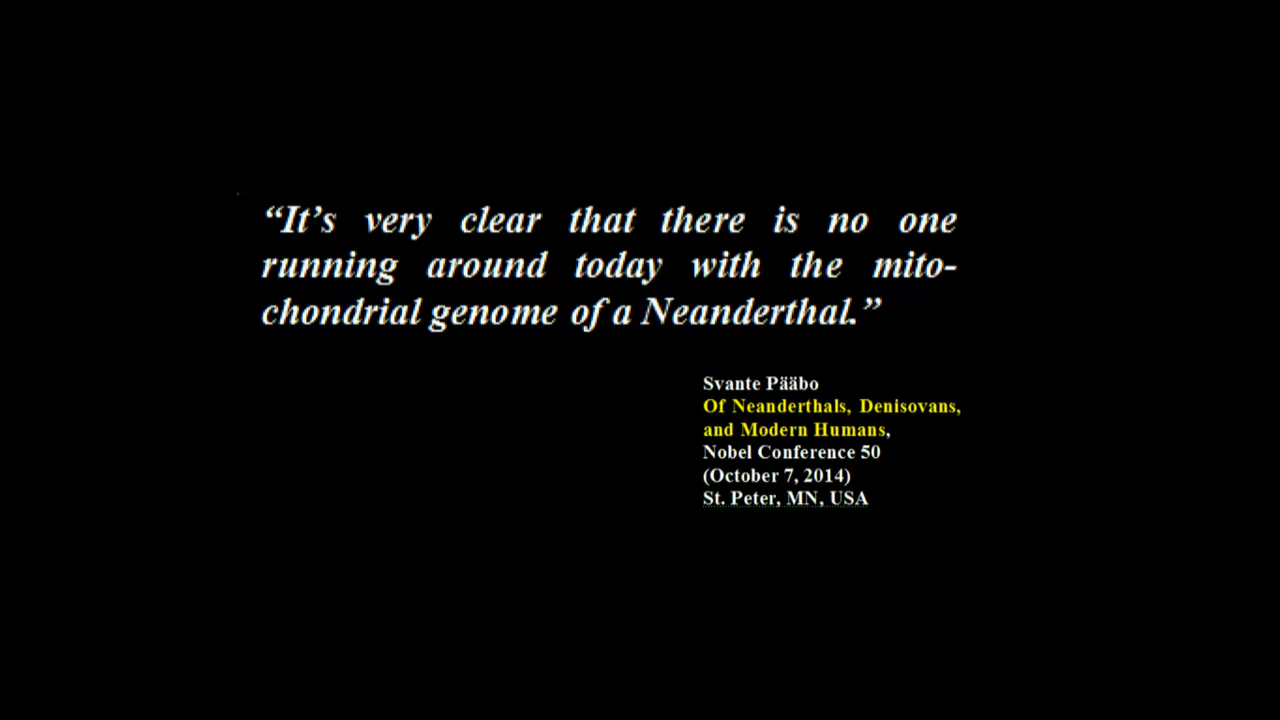 “It’s very clear that there is no one
running around today with the mito-
chondrial genome of a Neanderthal.”
Svante Pääbo
Of Neanderthals, Denisovans,
and Modern Humans,
Nobel Conference 50
(October 7, 2014)
St. Peter, MN, USA